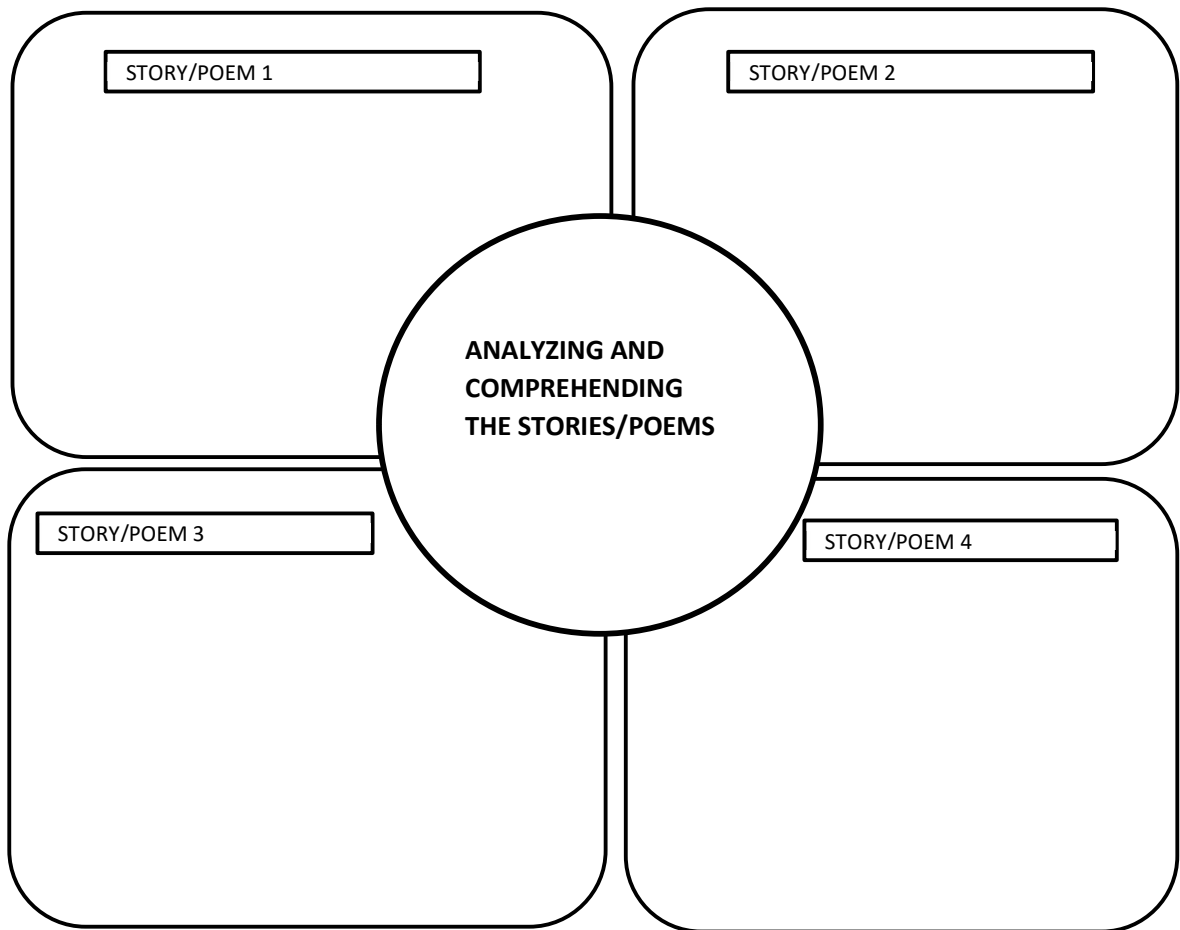 STORY/POEM 1
STORY/POEM 2
ANALYZING AND
COMPREHENDING
THE STORIES/POEMS
STORY/POEM 3
STORY/POEM 4